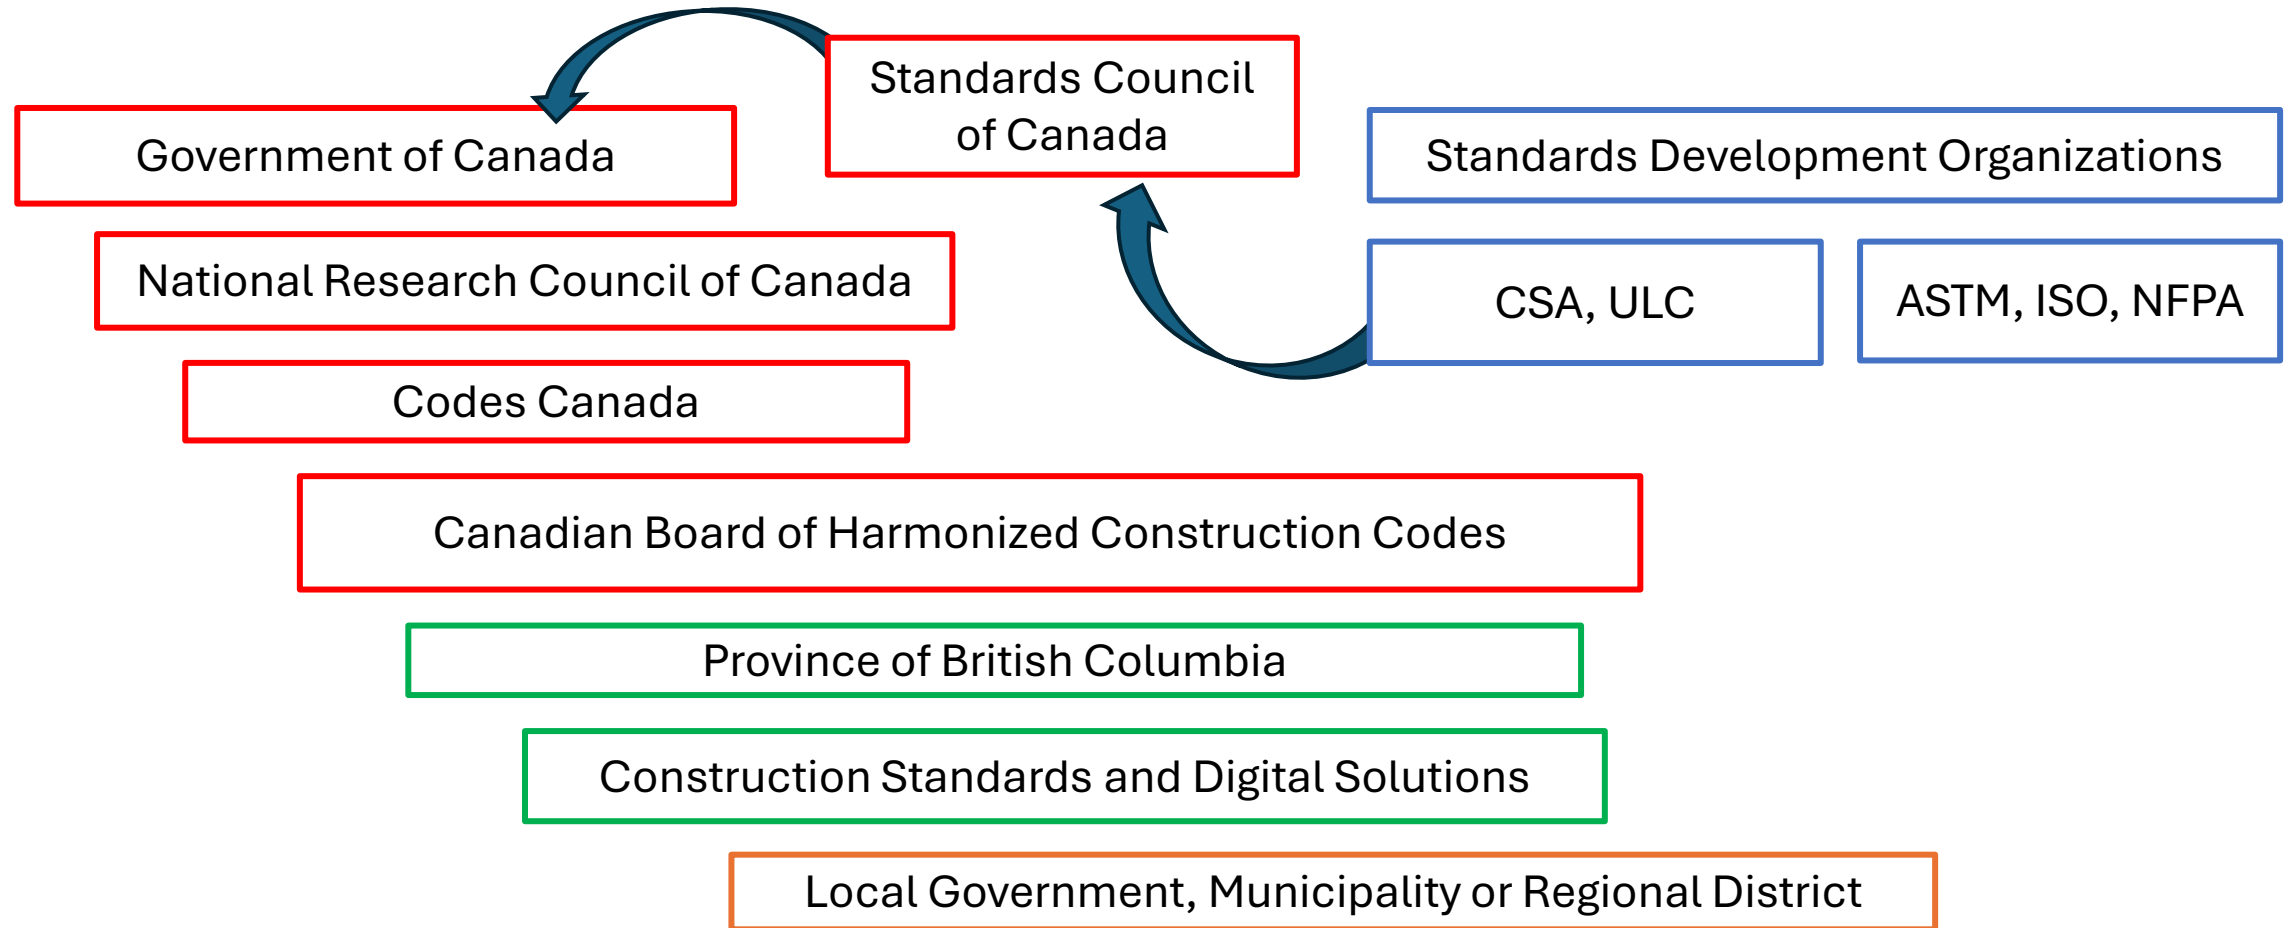 Standards Council
of Canada
Government of Canada
Standards Development Organizations
National Research Council of Canada
CSA, ULC
ASTM, ISO, NFPA
Codes Canada
Canadian Board of Harmonized Construction Codes
Province of British Columbia
Construction Standards and Digital Solutions
Local Government, Municipality or Regional District